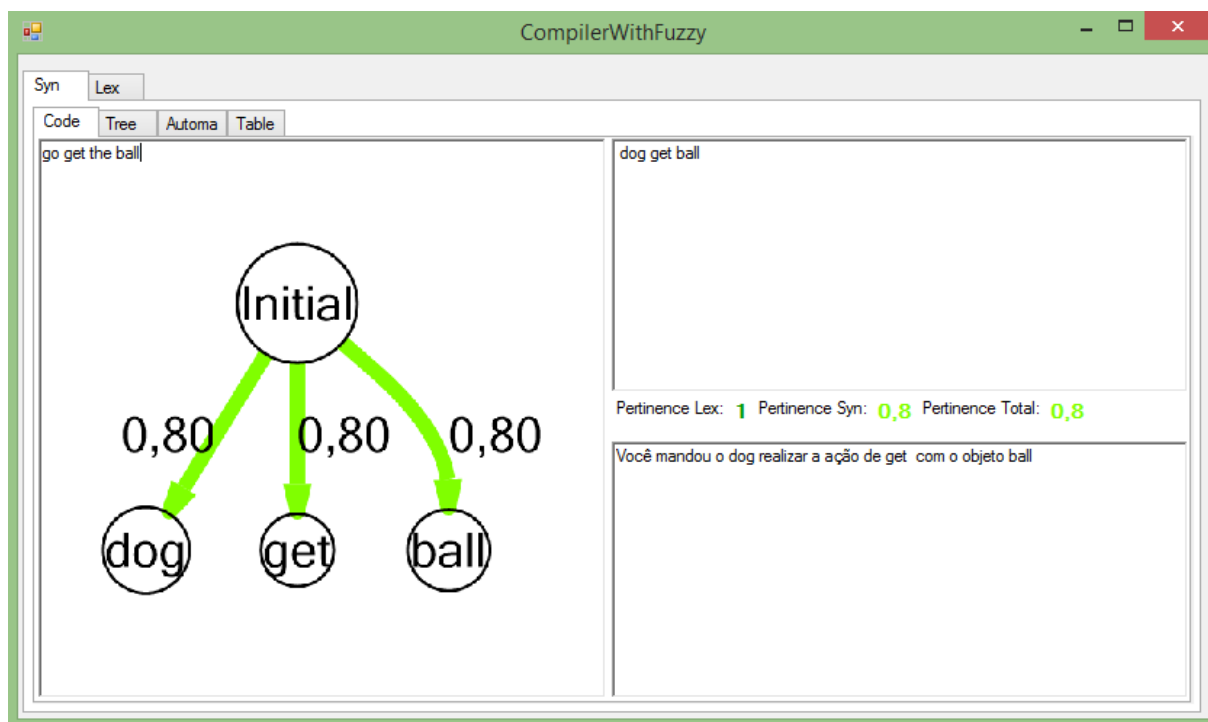 CompilerWithFuzzy
Syn Lex
Code Tree Automa Table
go get the ball
Initial
0,80 0,80 0,80
dog get ball
dog get ball
Pertinence Lex: 1 Pertinence Syn: 0,8 Pertinence Total: 0,8
Você mandou o dog realizar a ação de get  com o objeto ball